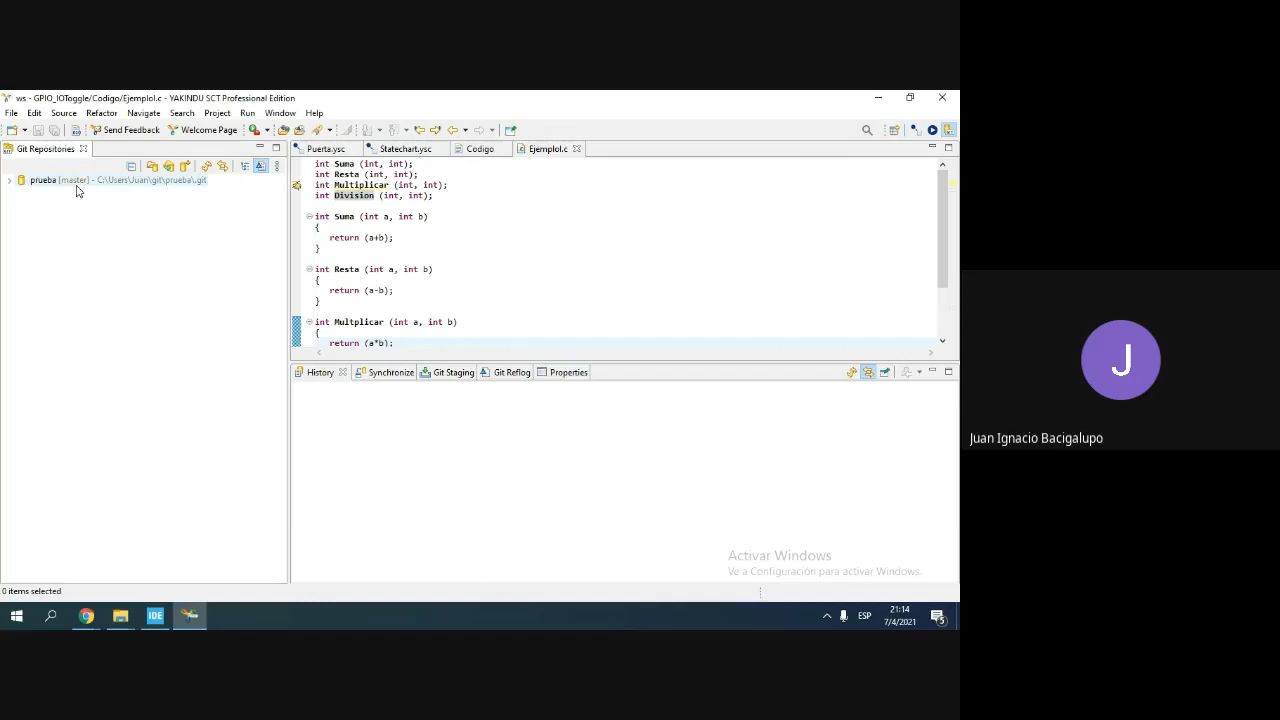 ws - GPIO_IOToggle/Codigo/Ejemplol.c - YAKINDU SCT Professional Edition
File Edit Source Refactor Navigate Search Project Run Window Help
Send Feedback Welcome Page
Git Repositories
prueba [master] - C:\Users\Juan\git\prueba\.git
Puerta.ysc Statechart.ysc Codigo Ejemplol.c
int Suma (int, int);
int Resta (int, int);
int Multiplicar (int, int);
int Division (int, int);
int Suma (int a, int b)
{
return (a+b);
}
int Resta (int a, int b)
{
return (a-b);
}
int Multplicar (int a, int b)
{
return (a*b);
History Synchronize Git Staging Git Reflog Properties
Activar Windows
Ve a Configuración para activar Windows.
0 items selected
IDE
ESP
21:14
7/4/2021
5
J
Juan Ignacio Bacigalupo